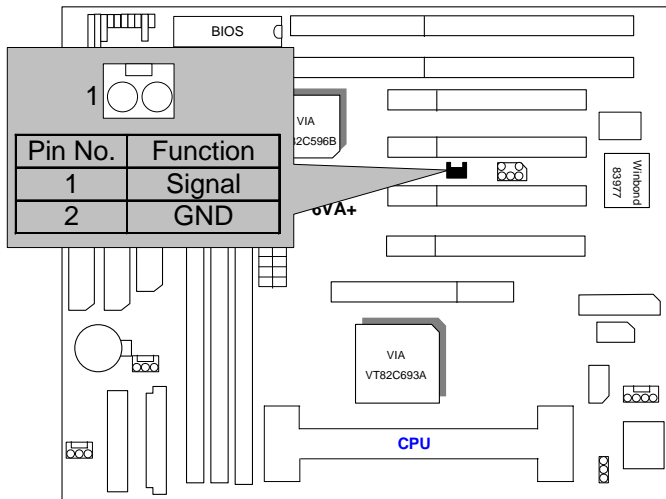 BIOS
1
VIA
82C596B
Pin No. Function
1 Signal
2 GND
Winbond
83977
6VA+
VIA
VT82C693A
CPU